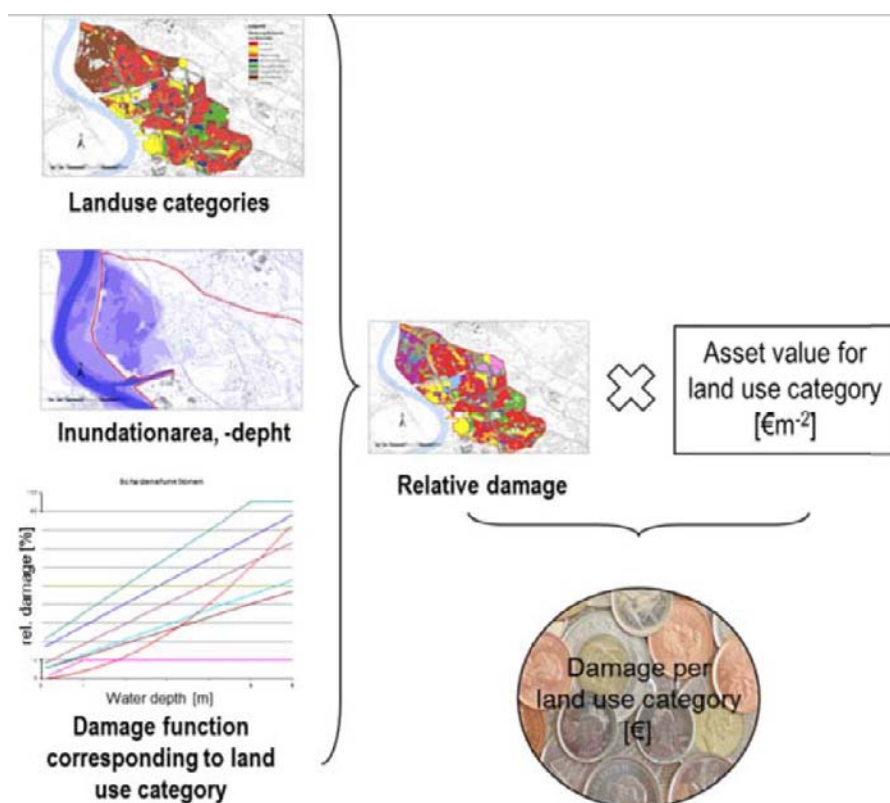 Landuse categories
Inundationarea, -depht
Schadensfunktionen
rel. damage [%]
Water depth [m]
Damage function
corresponding to land
use category
Relative damage
Asset value for
land use category
[€m-2]
Damage per
land use category
[€]